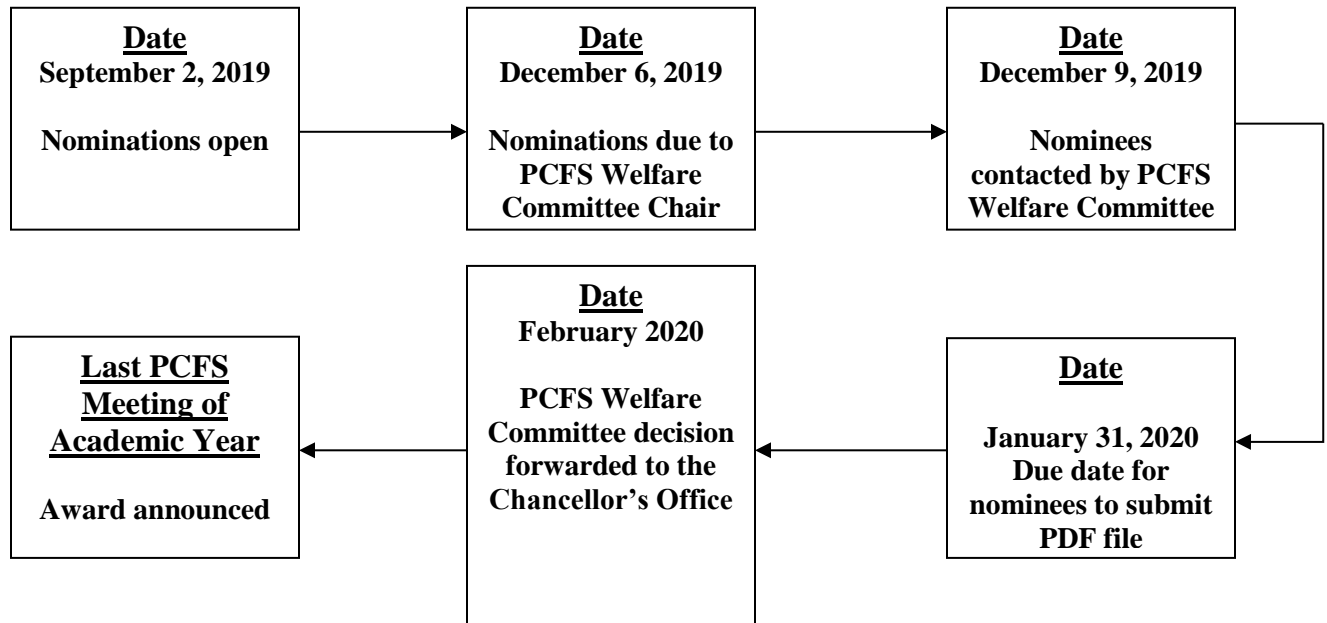 Date
September 2, 2019
Nominations open
Date
December 6, 2019
Nominations due to
PCFS Welfare
Committee Chair
Date
December 9, 2019
Nominees
contacted by PCFS
Welfare Committee
Date
January 31, 2020
Due date for
nominees to submit
PDF file
Date
February 2020
PCFS Welfare
Committee decision
forwarded to the
Chancellor’s Office
Last PCFS
Meeting of
Academic Year
Award announced